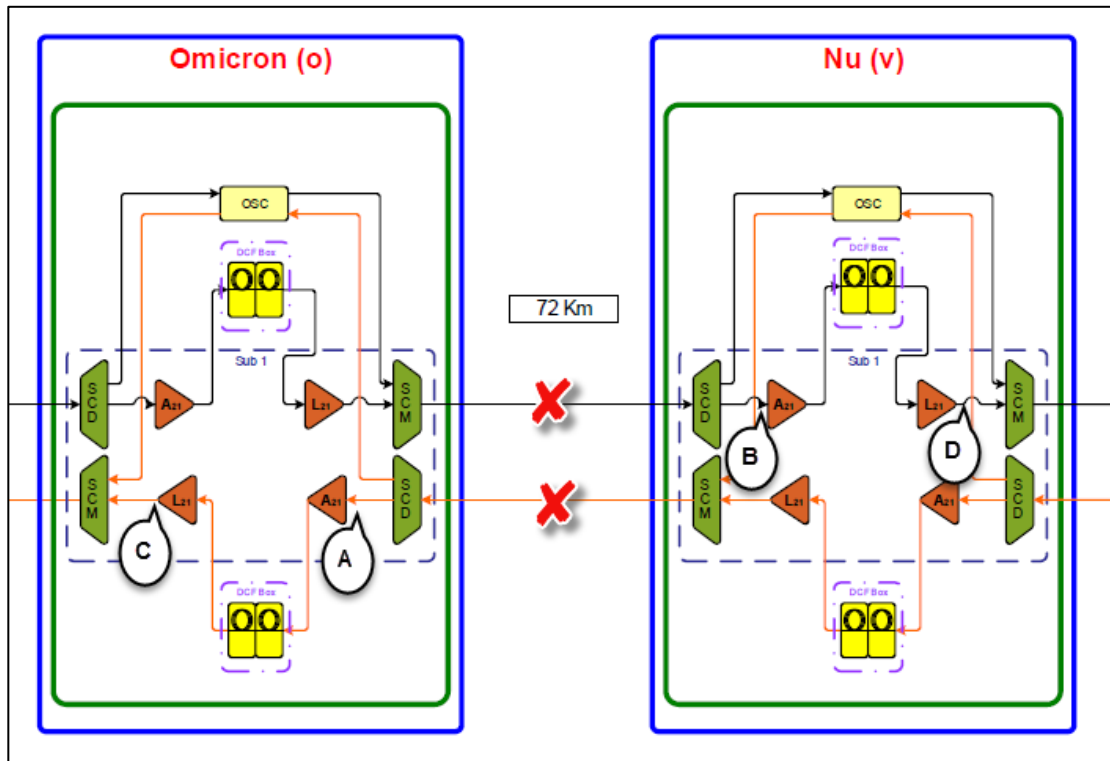 Omicron (o)
Nu (v)
OSC
OSC
DCF Box
DCF Box
72 Km
Sub 1
Sub 1
SCD
A21
L21
SCM
SCD
A21
L21
SCM
B
D
SCM
L21
A21
SCD
SCM
L21
A21
SCD
C
A
DCF Box
DCF Box